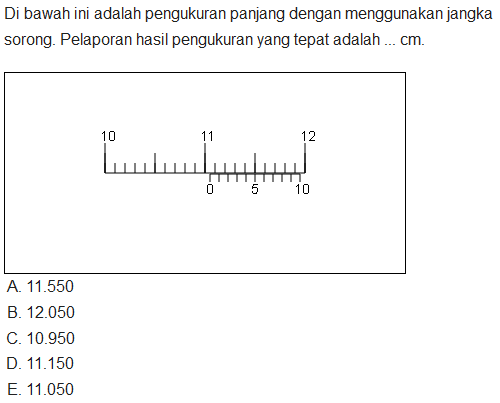 Di bawah ini adalah pengukuran panjang dengan menggunakan jangka
sorong. Pelaporan hasil pengukuran yang tepat adalah ... cm.
10 11 12
0 5 10
A. 11.550
B. 12.050
C. 10.950
D. 11.150
E. 11.050